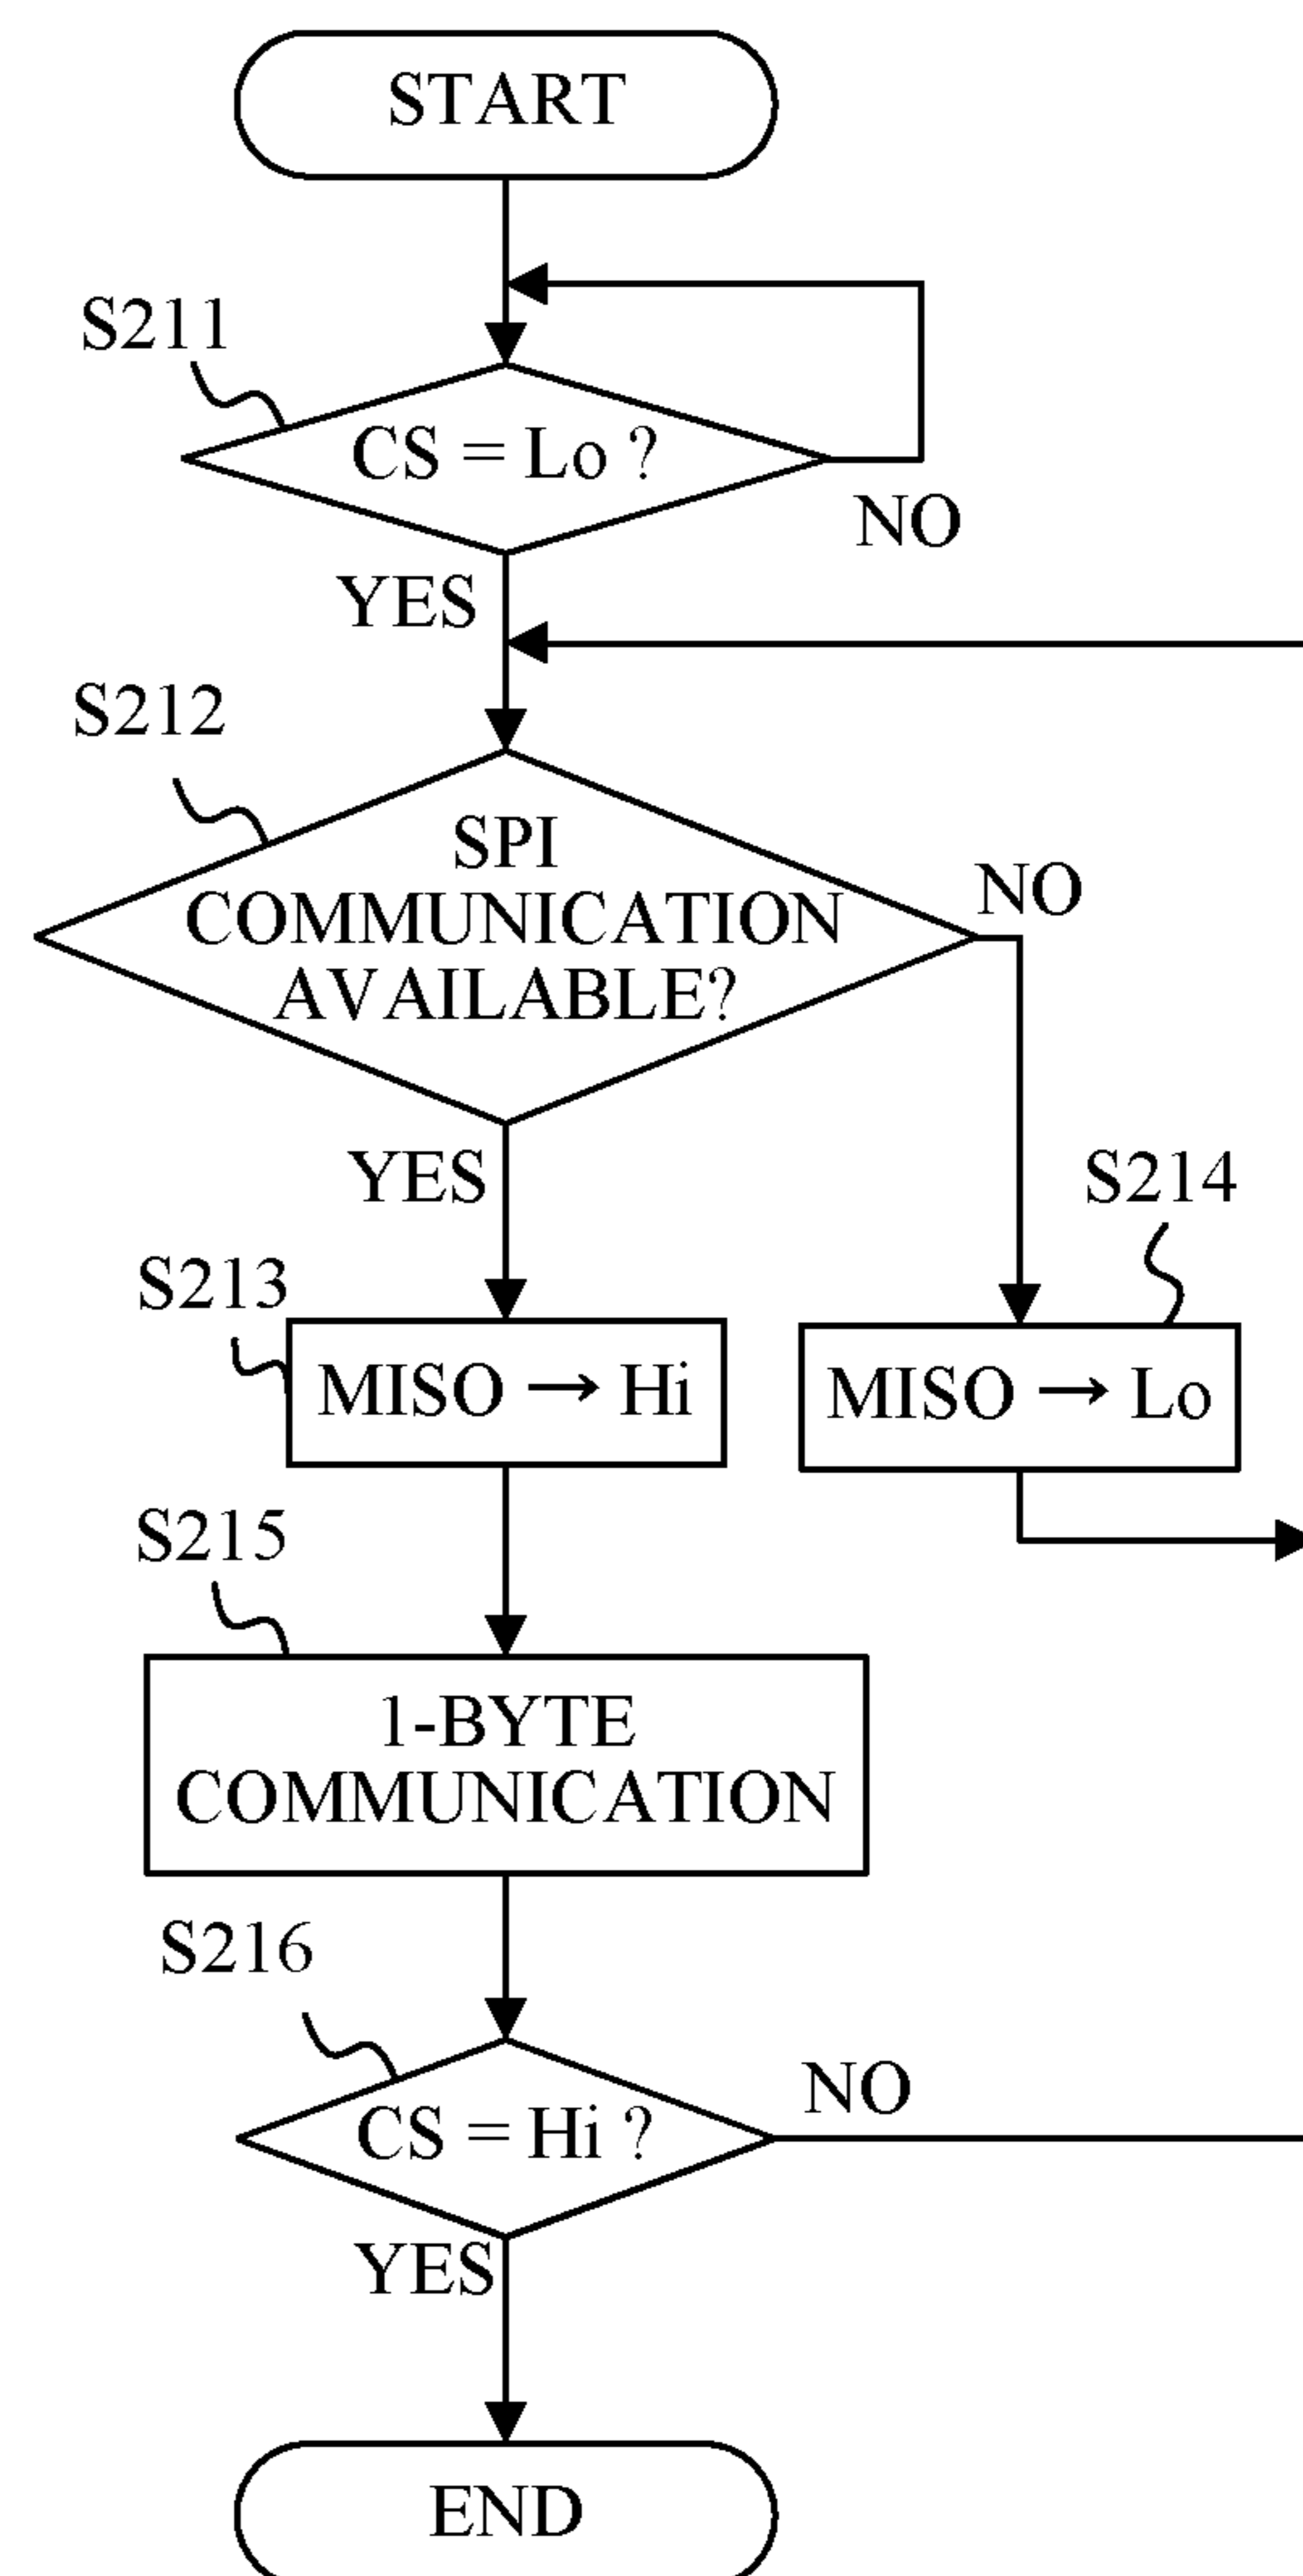 START
S211
CS = Lo ?
NO
YES
S212
SPI
COMMUNICATION
AVAILABLE?
NO
YES
S214
S213
MISO → Hi
MISO → Lo
S215
1-BYTE
COMMUNICATION
S216
NO
CS = Hi ?
YES
END